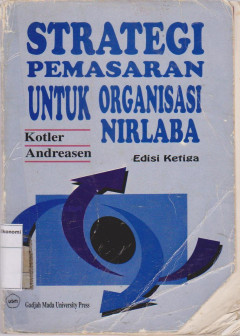 STRATEGI
PEMASARAN
UNTUK ORGANISASI
NIRLABA
Kotler
Andreasen
Edisi Ketiga
Gadjah Mada University Press